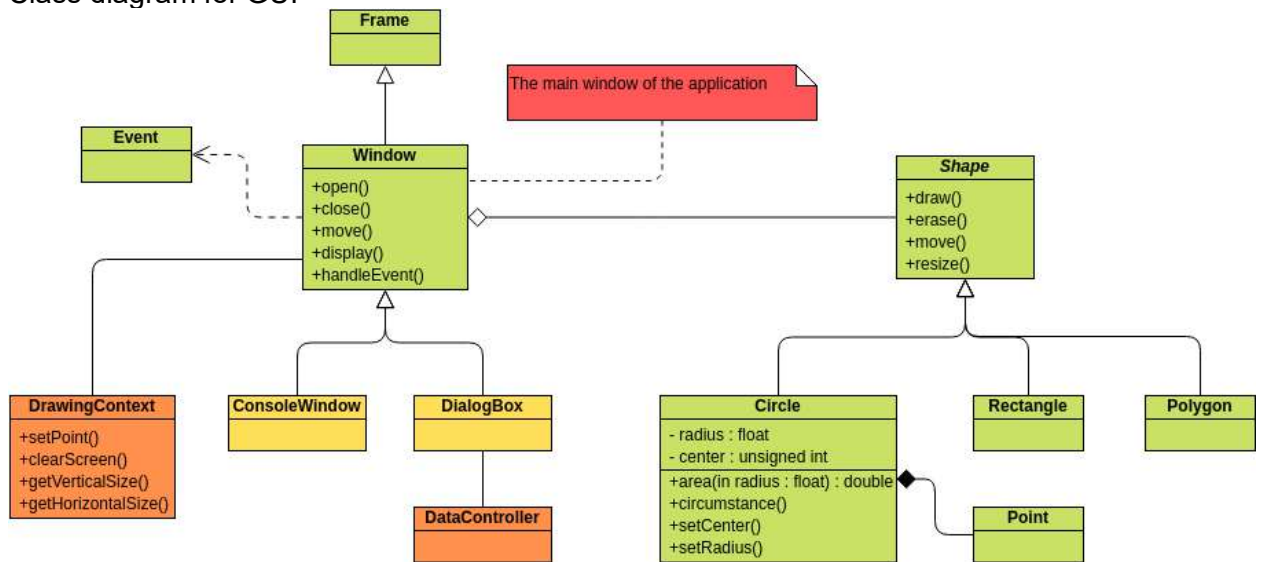 Class diagram for GUI
Frame
The main window of the application
Event
Window
+open()
+close()
+move()
+display()
+handleEvent()
Shape
+draw()
+erase()
+move()
+resize()
DrawingContext
+setPoint()
+clearScreen()
+getVerticalSize()
+getHorizontalSize()
ConsoleWindow
DialogBox
DataController
Circle
- radius : float
- center : unsigned int
+area(in radius : float) : double
+circumstance()
+setCenter()
+setRadius()
Rectangle
Polygon
Point